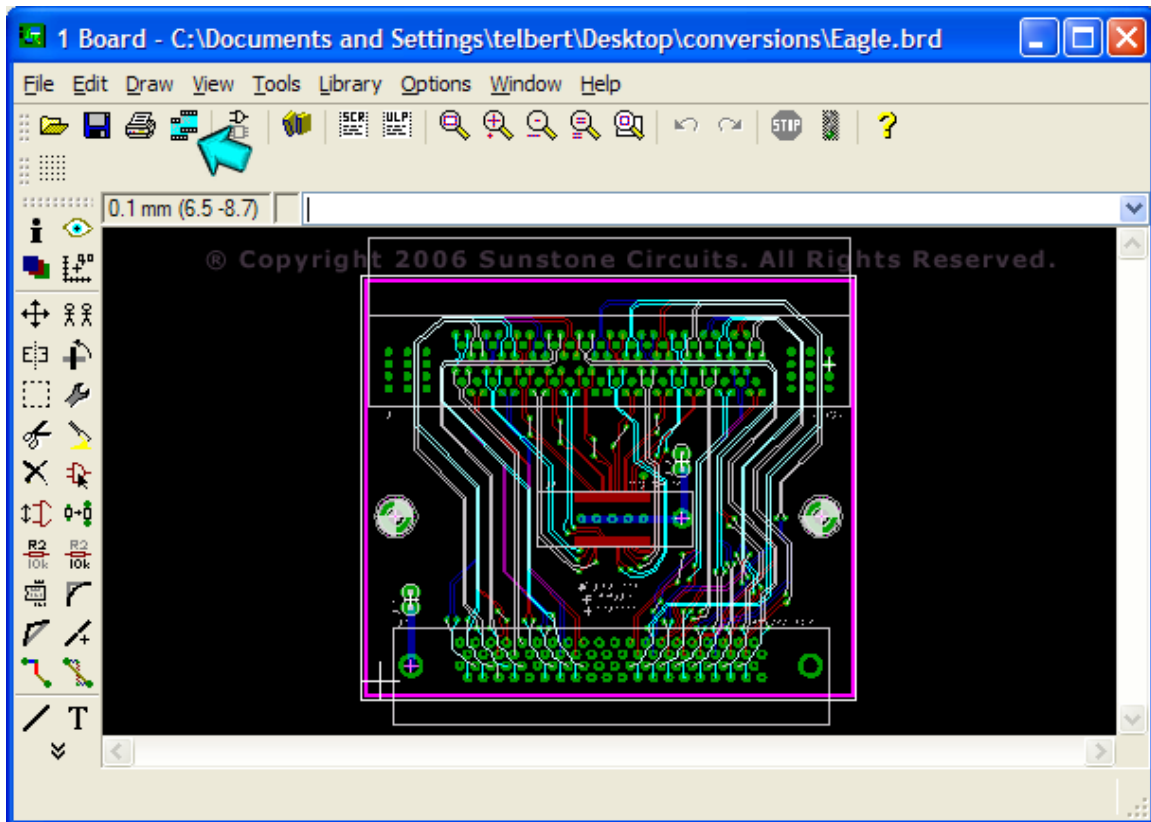 1 Board - C:\Documents and Settings\telbert\Desktop\conversions\Eagle.brd
File Edit Draw View Tools Library Options Window Help
SCR ULP STOP ?
0.1 mm (6.5 -8.7)
® Copyright 2006 Sunstone Circuits. All Rights Reserved.
R2 R2
10k 10k
T